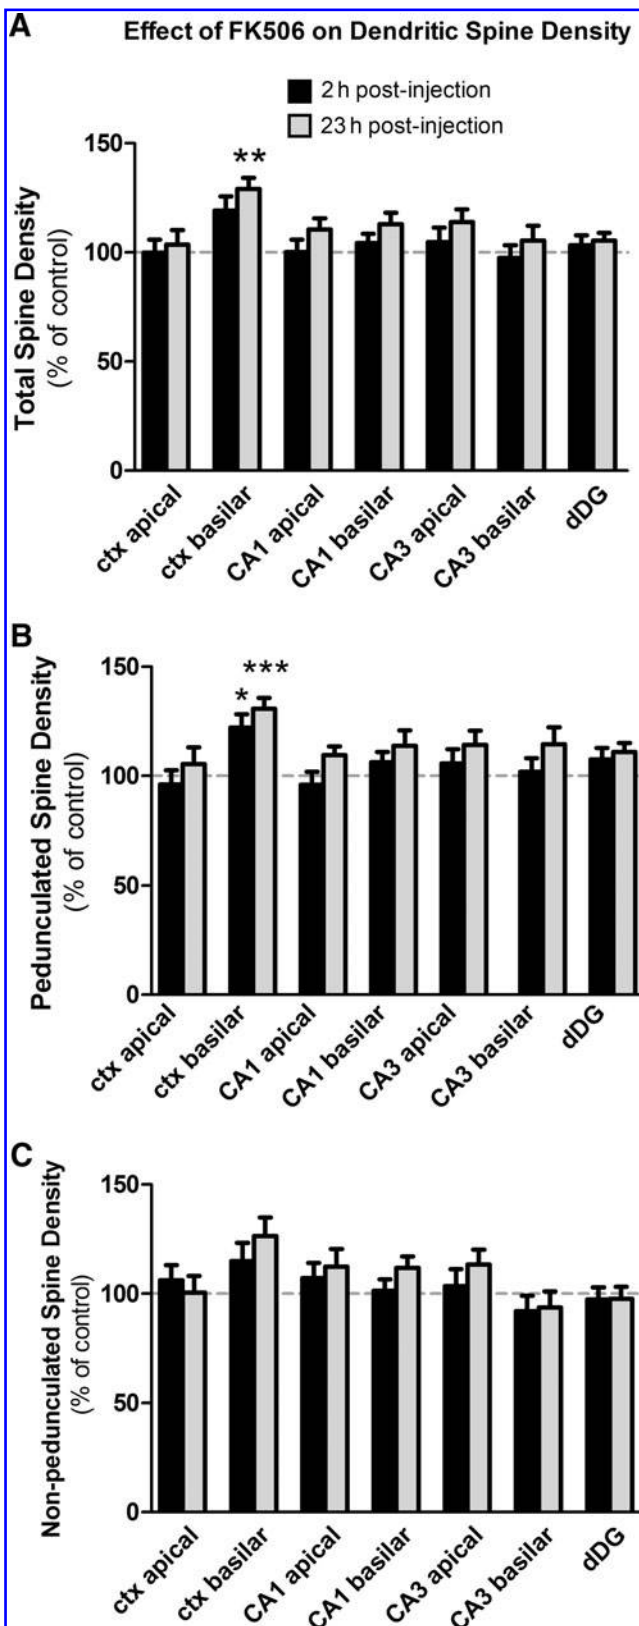 A
Effect of FK506 on Dendritic Spine Density
2 h post-injection
23 h post-injection
Total Spine Density
(% of control)
150
100
50
0
**
ctx apical
ctx basilar
CA1 apical
CA1 basilar
CA3 apical
CA3 basilar
dDG
B
Pedunculated Spine Density
(% of control)
150
100
50
0
*
***
ctx apical
ctx basilar
CA1 apical
CA1 basilar
CA3 apical
CA3 basilar
dDG
C
Non-pedunculated Spine Density
(% of control)
150
100
50
0
ctx apical
ctx basilar
CA1 apical
CA1 basilar
CA3 apical
CA3 basilar
dDG